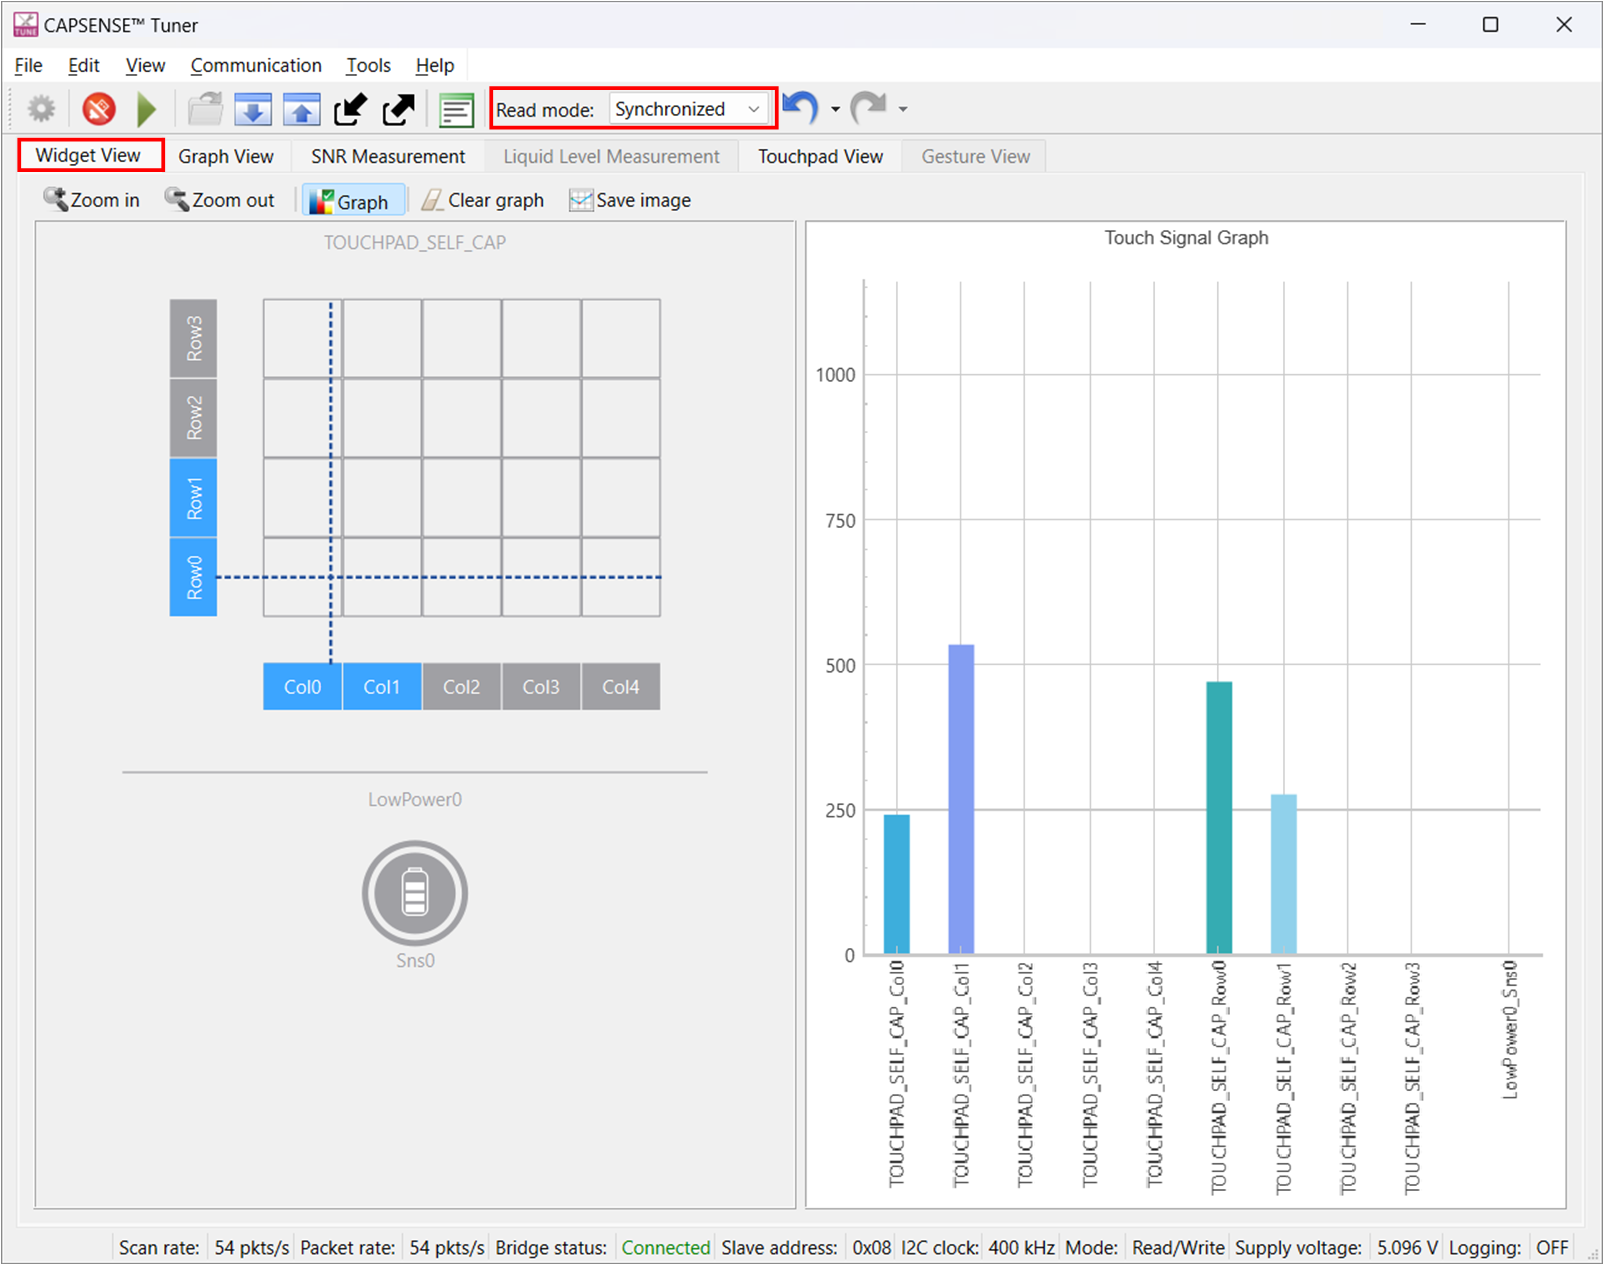 CAPSENSE™ Tuner
File Edit View Communication Tools Help
Read mode: Synchronized
Widget View Graph View SNR Measurement Liquid Level Measurement Touchpad View Gesture View
Zoom in Zoom out Graph Clear graph Save image
TOUCHPAD_SELF_CAP
Row3
Row2
Row1
Row0
Col0 Col1 Col2 Col3 Col4
LowPower0
Sns0
Touch Signal Graph
1000
750
500
250
0
TOUCHPAD_SELF_CAP_Col0
TOUCHPAD_SELF_CAP_Col1
TOUCHPAD_SELF_CAP_Col2
TOUCHPAD_SELF_CAP_Col3
TOUCHPAD_SELF_CAP_Col4
TOUCHPAD_SELF_CAP_Row0
TOUCHPAD_SELF_CAP_Row1
TOUCHPAD_SELF_CAP_Row2
TOUCHPAD_SELF_CAP_Row3
LowPower0_Sns0
Scan rate: 54 pkts/s Packet rate: 54 pkts/s Bridge status: Connected Slave address: 0x08 I2C clock: 400 kHz Mode: Read/Write Supply voltage: 5.096 V Logging: OFF